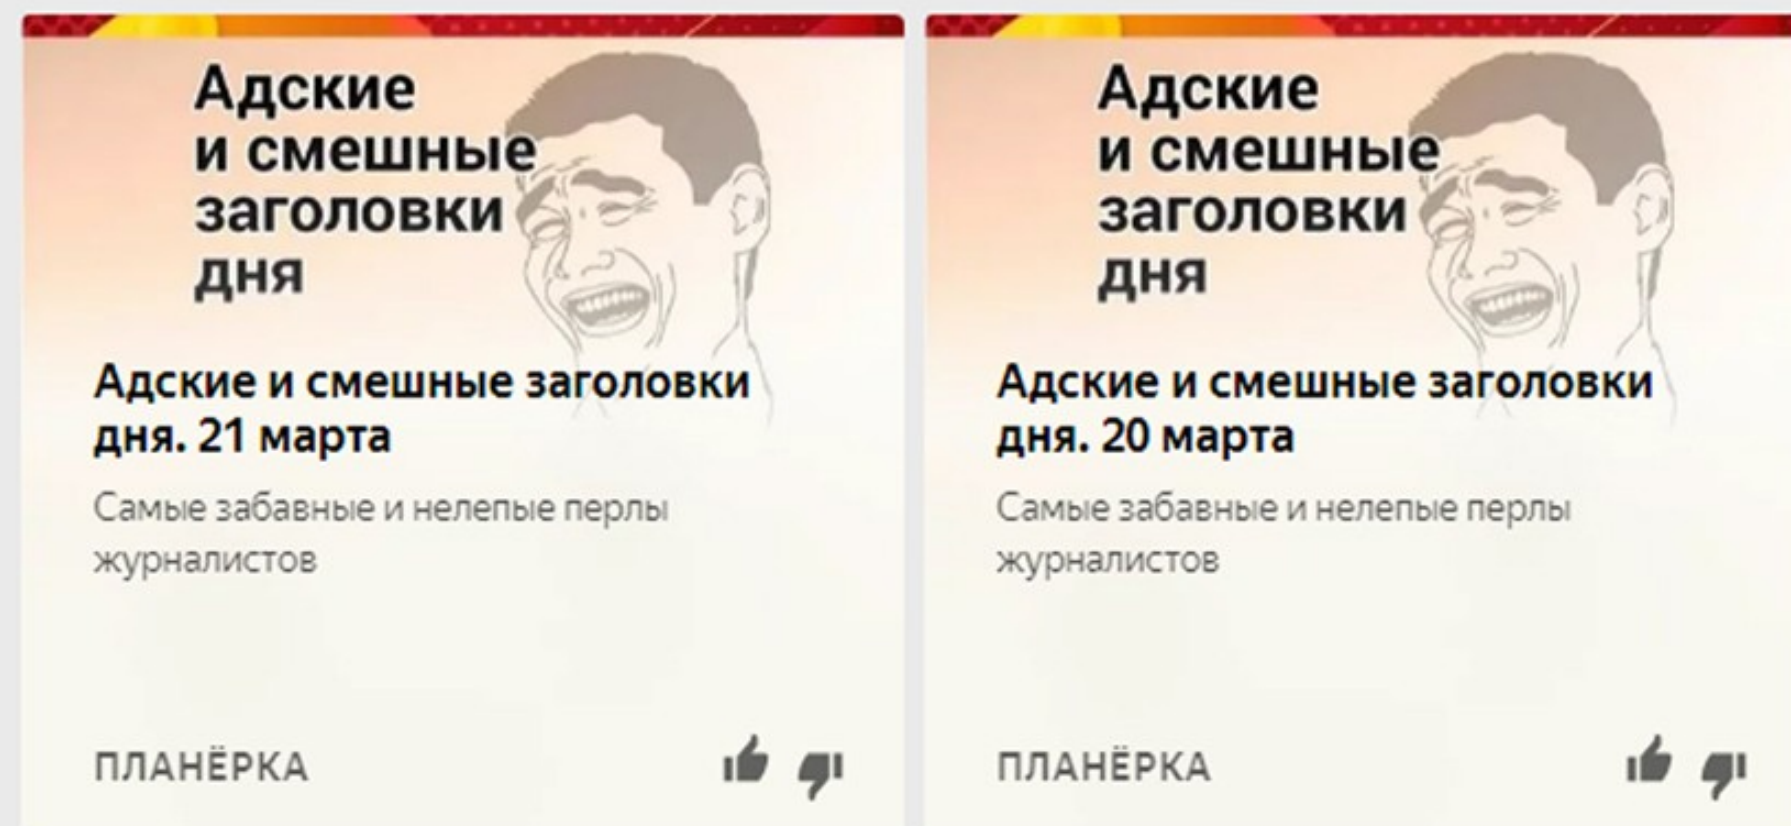 Адские
и смешные
заголовки
дня
Адские и смешные заголовки
дня. 21 марта
Самые забавные и нелепые перлы
журналистов
ПЛАНЁРКА
Адские
и смешные
заголовки
дня
Адские и смешные заголовки
дня. 20 марта
Самые забавные и нелепые перлы
журналистов
ПЛАНЁРКА